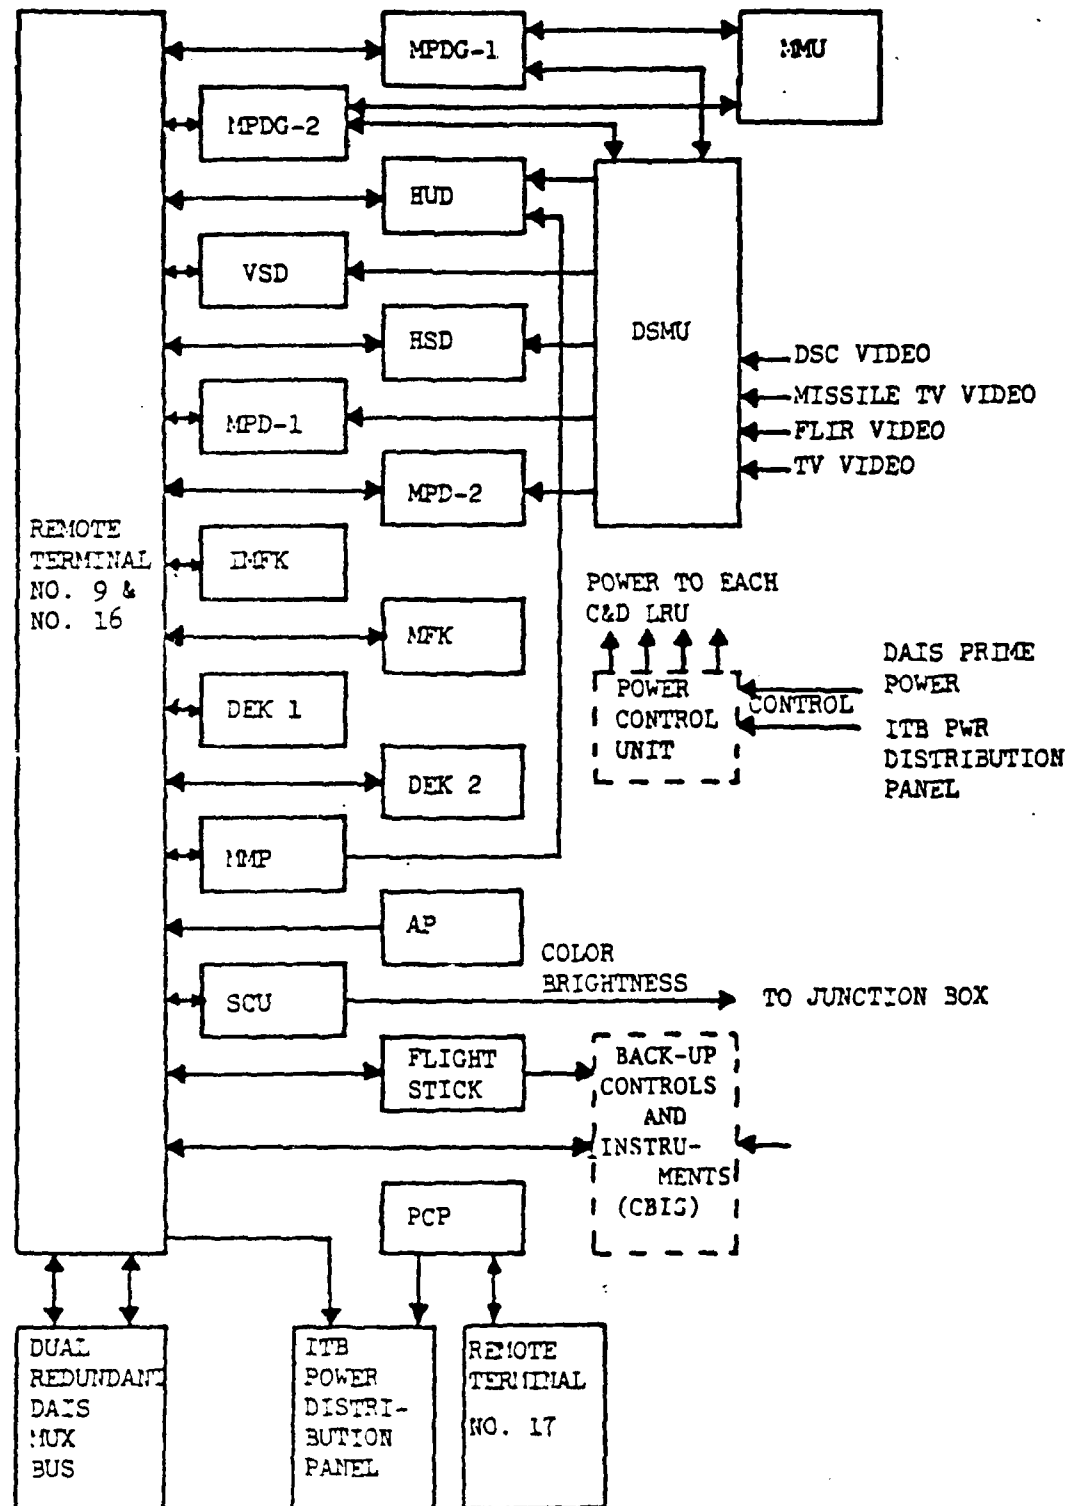 MPDG-1
MMU
MPDG-2
HUD
VSD
HSD
DSMU
DSC VIDEO
MISSILE TV VIDEO
FLIR VIDEO
TV VIDEO
MPD-1
MPD-2
REMOTE
TERMINAL
NO. 9 &
NO. 16
IMFK
MFK
POWER TO EACH
C&D LRU
DAIS PRIME
POWER
POWER
CONTROL
UNIT
CONTROL
ITB PWR
DISTRIBUTION
PANEL
DEK 1
DEK 2
MMP
AP
SCU
COLOR
BRIGHTNESS
TO JUNCTION BOX
FLIGHT
STICK
BACK-UP
CONTROLS
AND
INSTRU-
MENTS
(CBIS)
PCP
DUAL
REDUNDANT
DAIS
MUX
BUS
ITB
POWER
DISTRI-
BUTION
PANEL
REMOTE
TERMINAL
NO. 17